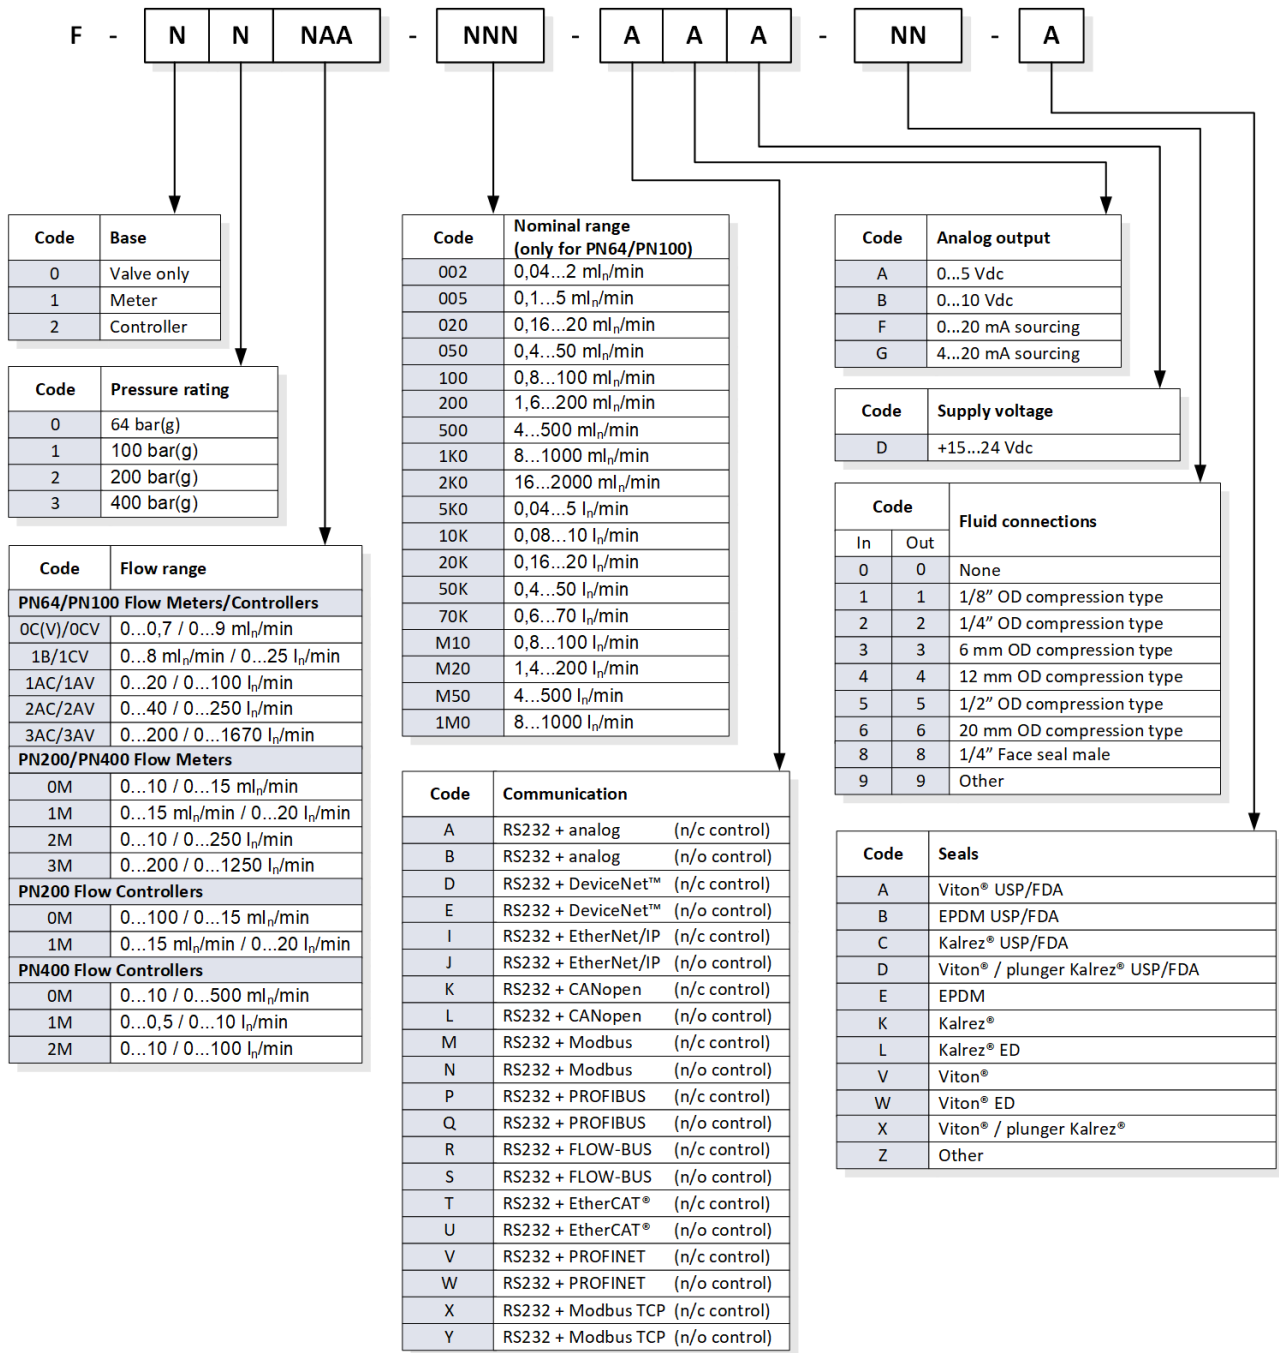 F - N N NAA - NNN - A A A - NN - A
Code Base
0 Valve only
1 Meter
2 Controller
Code Pressure rating
0 64 bar(g)
1 100 bar(g)
2 200 bar(g)
3 400 bar(g)
Code Flow range
PN64/PN100 Flow Meters/Controllers
0C(V)/0CV 0...0,7 / 0...9 mlₙ/min
1B/1CV 0...8 mlₙ/min / 0...25 lₙ/min
1AC/1AV 0...20 / 0...100 lₙ/min
2AC/2AV 0...40 / 0...250 lₙ/min
3AC/3AV 0...200 / 0...1670 lₙ/min
PN200/PN400 Flow Meters
0M 0...10 / 0...15 mlₙ/min
1M 0...15 mlₙ/min / 0...20 lₙ/min
2M 0...10 / 0...250 lₙ/min
3M 0...200 / 0...1250 lₙ/min
PN200 Flow Controllers
0M 0...100 / 0...15 mlₙ/min
1M 0...15 mlₙ/min / 0...20 lₙ/min
PN400 Flow Controllers
0M 0...10 / 0...500 mlₙ/min
1M 0...0,5 / 0...10 lₙ/min
2M 0...10 / 0...100 lₙ/min
Code Nominal range
(only for PN64/PN100)
002 0,04...2 mlₙ/min
005 0,1...5 mlₙ/min
020 0,16...20 mlₙ/min
050 0,4...50 mlₙ/min
100 0,8...100 mlₙ/min
200 1,6...200 mlₙ/min
500 4...500 mlₙ/min
1K0 8...1000 mlₙ/min
2K0 16...2000 mlₙ/min
5K0 0,04...5 lₙ/min
10K 0,08...10 lₙ/min
20K 0,16...20 lₙ/min
50K 0,4...50 lₙ/min
70K 0,6...70 lₙ/min
M10 0,8...100 lₙ/min
M20 1,4...200 lₙ/min
M50 4...500 lₙ/min
1M0 8...1000 lₙ/min
Code Communication
A RS232 + analog (n/c control)
B RS232 + analog (n/o control)
D RS232 + DeviceNet™ (n/c control)
E RS232 + DeviceNet™ (n/o control)
I RS232 + EtherNet/IP (n/c control)
J RS232 + EtherNet/IP (n/o control)
K RS232 + CANopen (n/c control)
L RS232 + CANopen (n/o control)
M RS232 + Modbus (n/c control)
N RS232 + Modbus (n/o control)
P RS232 + PROFIBUS (n/c control)
Q RS232 + PROFIBUS (n/o control)
R RS232 + FLOW-BUS (n/c control)
S RS232 + FLOW-BUS (n/o control)
T RS232 + EtherCAT® (n/c control)
U RS232 + EtherCAT® (n/o control)
V RS232 + PROFINET (n/c control)
W RS232 + PROFINET (n/o control)
X RS232 + Modbus TCP (n/c control)
Y RS232 + Modbus TCP (n/o control)
Code Analog output
A 0...5 Vdc
B 0...10 Vdc
F 0...20 mA sourcing
G 4...20 mA sourcing
Code Supply voltage
D +15...24 Vdc
Code Fluid connections
In Out
0 0 None
1 1 1/8” OD compression type
2 2 1/4” OD compression type
3 3 6 mm OD compression type
4 4 12 mm OD compression type
5 5 1/2” OD compression type
6 6 20 mm OD compression type
8 8 1/4” Face seal male
9 9 Other
Code Seals
A Viton® USP/FDA
B EPDM USP/FDA
C Kalrez® USP/FDA
D Viton® / plunger Kalrez® USP/FDA
E EPDM
K Kalrez®
L Kalrez® ED
V Viton®
W Viton® ED
X Viton® / plunger Kalrez®
Z Other